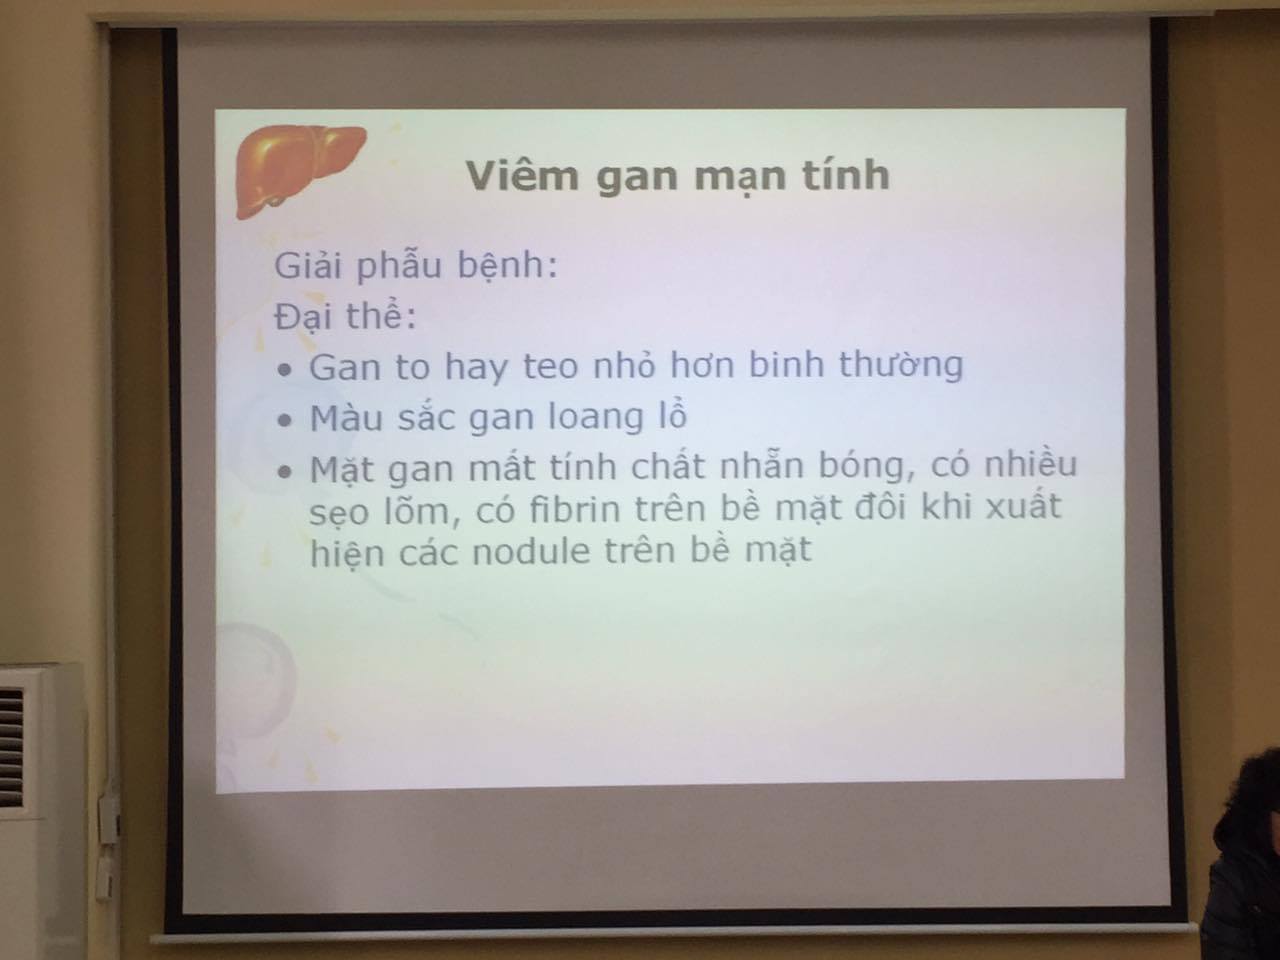 Viêm gan mạn tính
Giải phẫu bệnh:
Đại thể:
• Gan to hay teo nhỏ hơn binh thường
• Màu sắc gan loang lổ
• Mặt gan mất tính chất nhẵn bóng, có nhiều
sẹo lõm, có fibrin trên bề mặt đôi khi xuất
hiện các nodule trên bề mặt